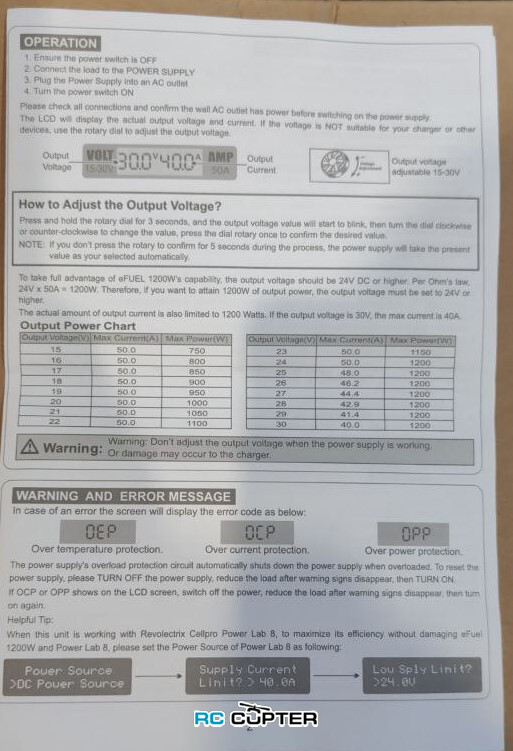 OPERATION
1. Ensure the power switch is OFF
2. Connect the load to the POWER SUPPLY
3. Plug the Power Supply into an AC outlet
4. Turn the power switch ON
Please check all connections and confirm the wall AC outlet has power before switching on the power supply.
The LCD will display the actual output voltage and current. If the voltage is NOT suitable for your charger or other
devices, use the rotary dial to adjust the output voltage.
Output Voltage
VOLT 15-30V 30.0V 40.0A AMP 50A
Output Current
Voltage Adjustment
Output voltage
adjustable 15-30V
How to Adjust the Output Voltage?
Press and hold the rotary dial for 3 seconds, and the output voltage value will start to blink, then turn the dial clockwise
or counter-clockwise to change the value, press the dial rotary once to confirm the desired value.
NOTE: If you don't press the rotary to confirm for 5 seconds during the process, the power supply will take the present
value as your selected automatically.
To take full advantage of eFUEL 1200W's capability, the output voltage should be 24V DC or higher. Per Ohm's law,
24V x 50A = 1200W. Therefore, if you want to attain 1200W of output power, the output voltage must be set to 24V or
higher.
The actual amount of output current is also limited to 1200 Watts. If the output voltage is 30V, the max current is 40A.
Output Power Chart
Output Voltage(V) Max Current(A) Max Power(W)
15 50.0 750
16 50.0 800
17 50.0 850
18 50.0 900
19 50.0 950
20 50.0 1000
21 50.0 1050
22 50.0 1100
Output Voltage(V) Max Current(A) Max Power(W)
23 50.0 1150
24 50.0 1200
25 48.0 1200
26 46.2 1200
27 44.4 1200
28 42.9 1200
29 41.4 1200
30 40.0 1200
Warning: Warning: Don't adjust the output voltage when the power supply is working.
Or damage may occur to the charger.
WARNING AND ERROR MESSAGE
In case of an error the screen will display the error code as below:
OEP OCP OPP
Over temperature protection. Over current protection. Over power protection.
The power supply's overload protection circuit automatically shuts down the power supply when overloaded. To reset the
power supply, please TURN OFF the power supply, reduce the load after warning signs disappear, then TURN ON.
If OCP or OPP shows on the LCD screen, switch off the power, reduce the load after warning signs disappear, then turn
on again.
Helpful Tip:
When this unit is working with Revolectrix Cellpro Power Lab 8, to maximize its efficiency without damaging eFuel
1200W and Power Lab 8, please set the Power Source of Power Lab 8 as following:
Power Source
>DC Power Source
Supply Current
Limit? > 40.0A
Low Sply Limit?
>24.0V
RC COPTER
2